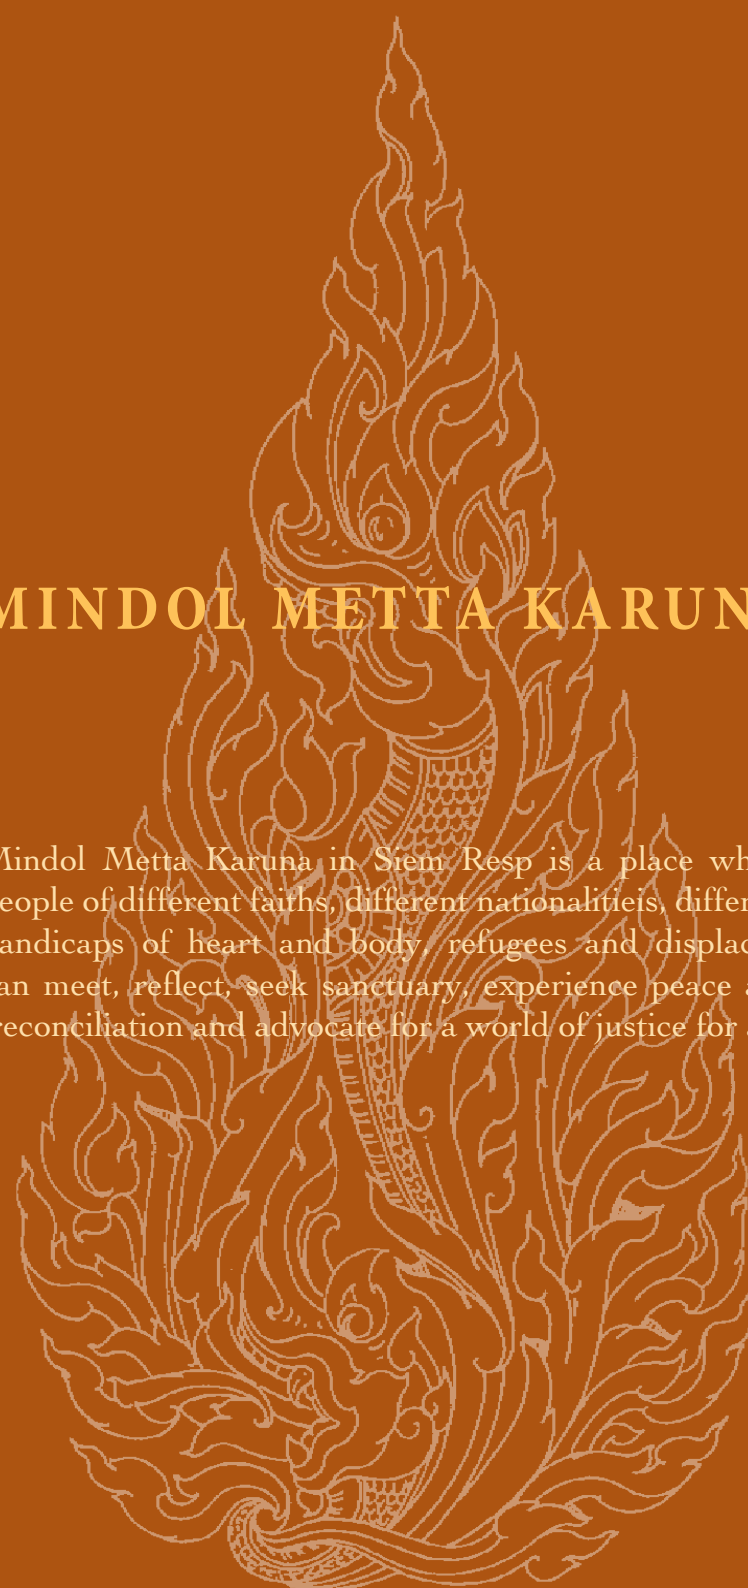 MINDOL METTA KARUN
Mindol Metta Karuna in Siem Resp is a place wh
eople of different faiths, different nationalitieis, differen
andicaps of heart and body, refugees and displac
an meet, reflect, seek sanctuary, experience peace a
reconciliation and advocate for a world of justice for